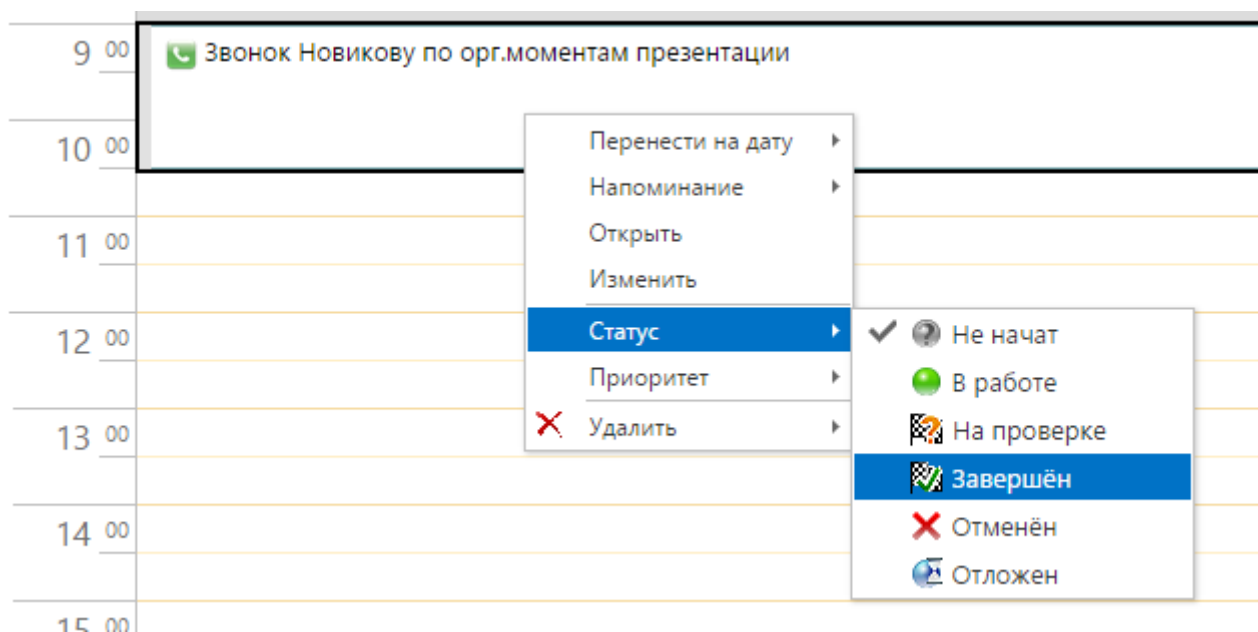 9 00
Звонок Новикову по орг.моментам презентации
10 00
Перенести на дату
Напоминание
Открыть
Изменить
Статус
Приоритет
Удалить
Не начат
В работе
На проверке
Завершён
Отменён
Отложен
11 00
12 00
13 00
14 00
15 00